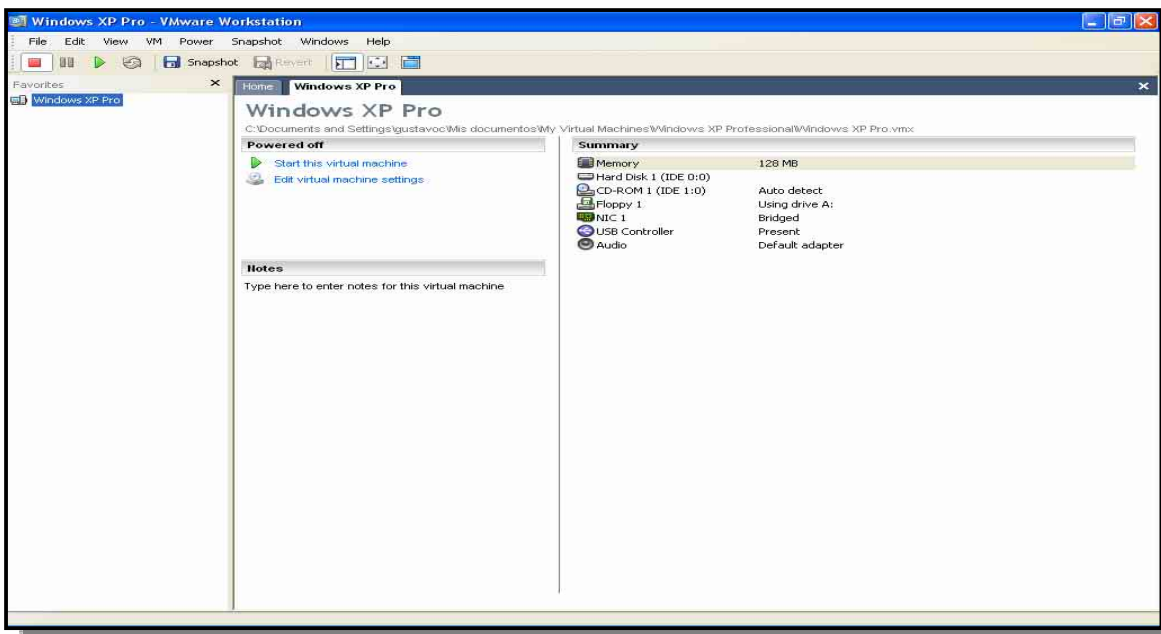 Windows XP Pro - VMware Workstation
File Edit View VM Power Snapshot Windows Help
Snapshot Revert
Favorites
Windows XP Pro
Home Windows XP Pro
Windows XP Pro
C:\Documents and Settings\gustavoc\Mis documentos\My Virtual Machines\Windows XP Professional\Windows XP Pro.vmx
Powered off
Start this virtual machine
Edit virtual machine settings
Notes
Type here to enter notes for this virtual machine
Summary
Memory 128 MB
Hard Disk 1 (IDE 0:0)
CD-ROM 1 (IDE 1:0) Auto detect
Floppy 1 Using drive A:
NIC 1 Bridged
USB Controller Present
Audio Default adapter